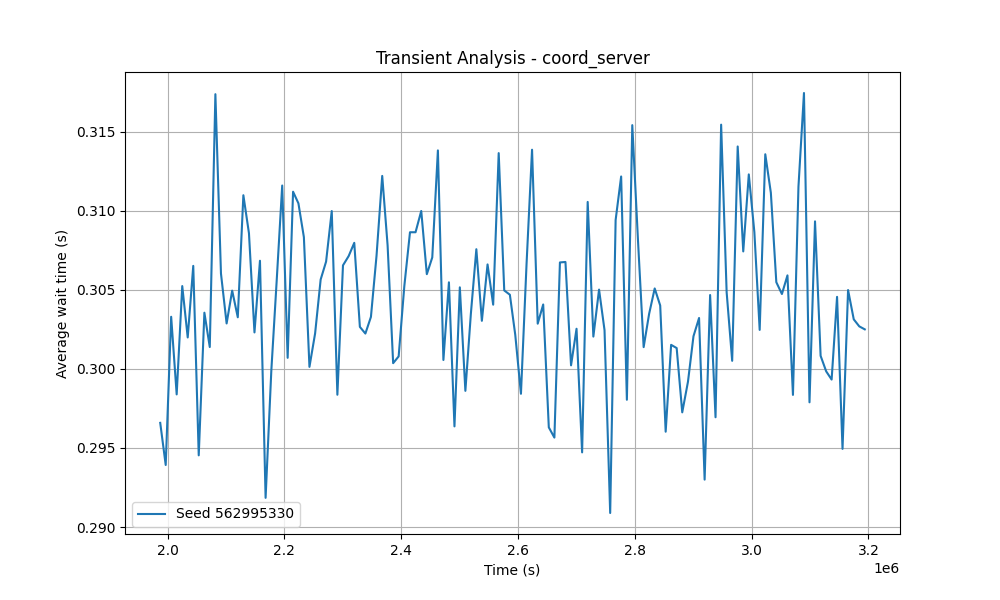 Transient Analysis - coord_server
0.315
0.310
0.305
0.300
0.295
0.290
Average wait time (s)
Seed 562995330
2.0 2.2 2.4 2.6 2.8 3.0 3.2
Time (s)
1e6